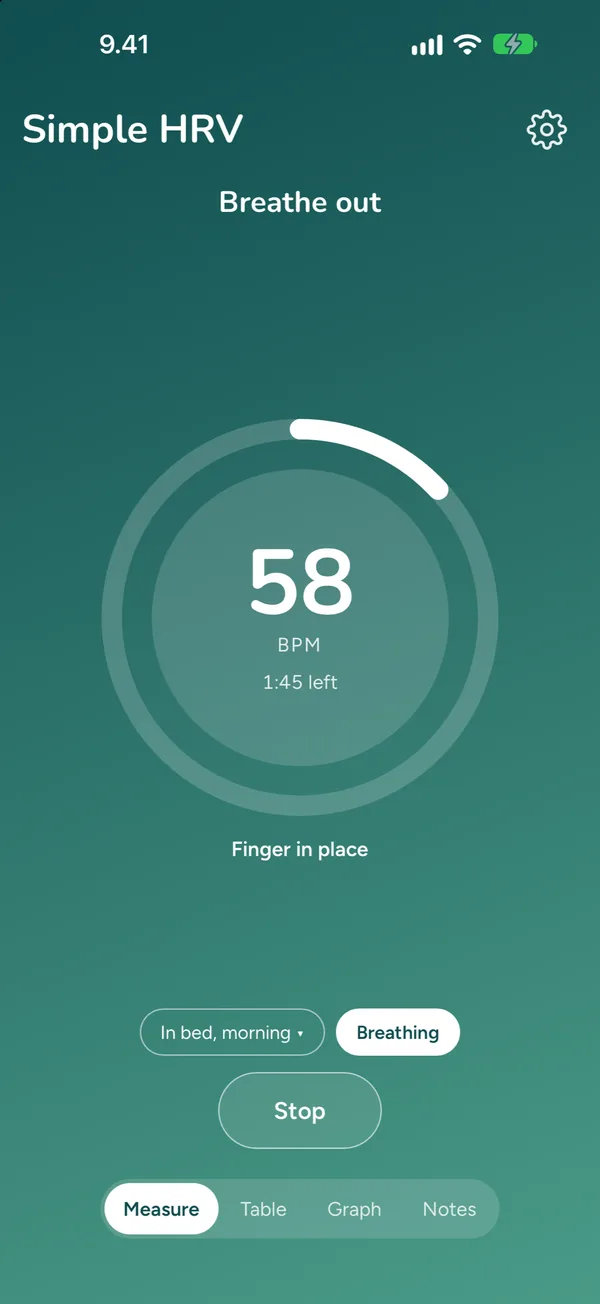 9.41
Simple HRV
Breathe out
58
BPM
1:45 left
Finger in place
In bed, morning ▾
Breathing
Stop
Measure
Table
Graph
Notes